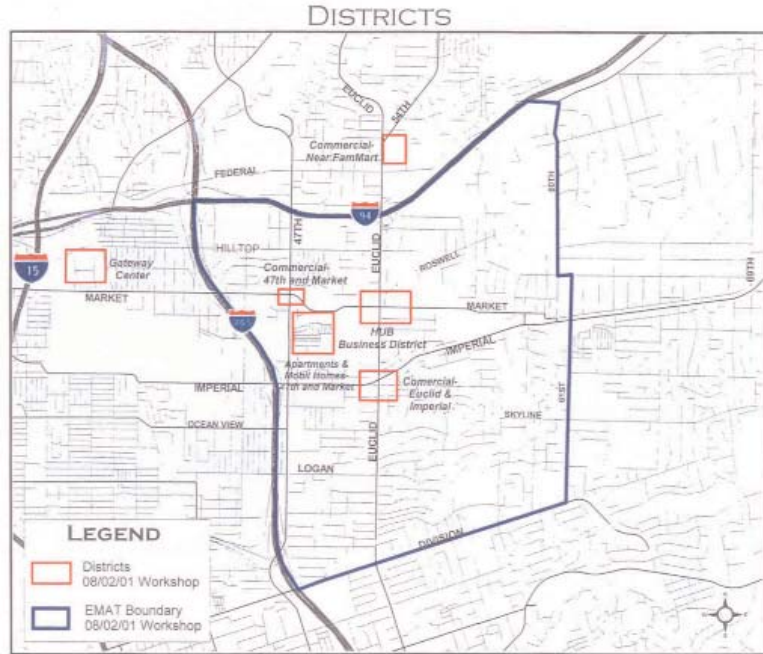 DISTRICTS
EUCLID
54TH
Commercial-
Near FamMart
FEDERAL
47TH
94
EUCLID
HILLTOP
ROSWELL
60TH
69TH
15
Gateway
Center
Commercial-
47th and Market
MARKET
MARKET
HUB
Business District
IMPERIAL
Apartments &
Mobil Homes-
47th and Market
IMPERIAL
Comercial-
Euclid &
Imperial
61ST
OCEAN VIEW
SKYLINE
EUCLID
LOGAN
DIVISION
LEGEND
Districts
08/02/01 Workshop
EMAT Boundary
08/02/01 Workshop